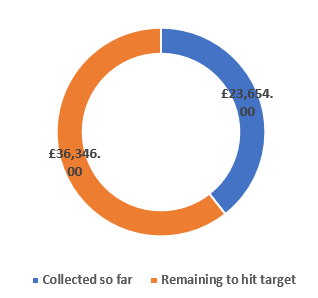 £23,654.
00
£36,346.
00
Collected so far
Remaining to hit target